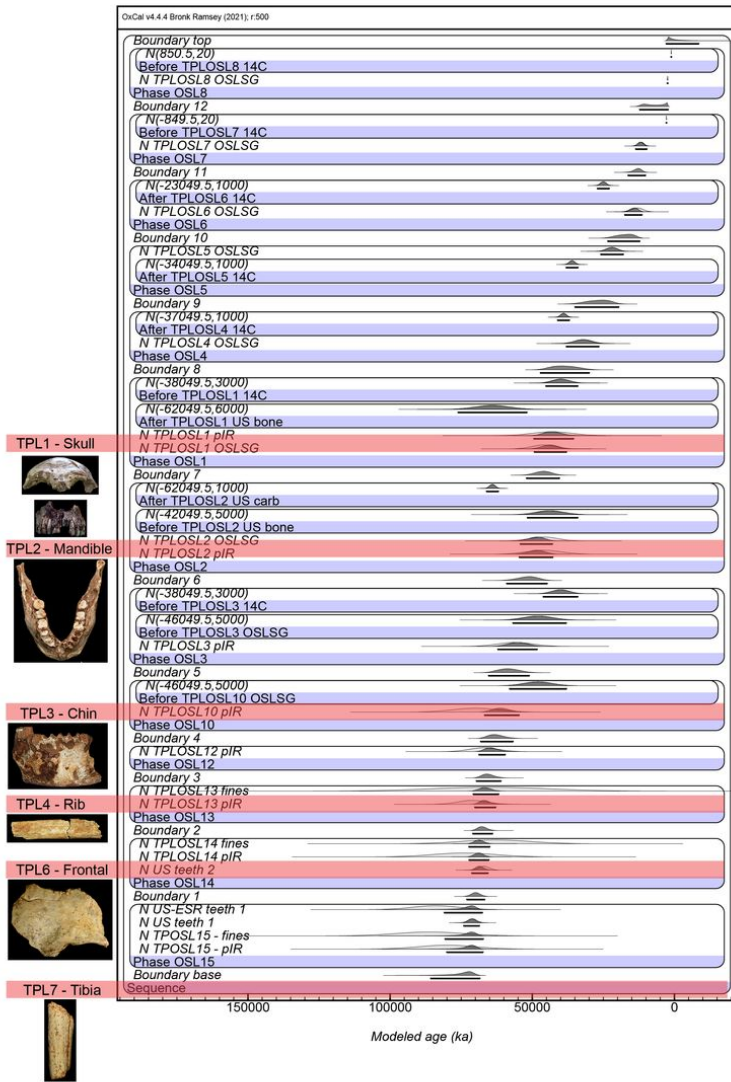 OxCal v4.4.4 Bronk Ramsey (2021); r:500
Boundary top
N(850.5,20)
Before TPLOSL8 14C
N TPLOSL8 OSLSG
Phase OSL8
Boundary 12
N(-849.5,20)
Before TPLOSL7 14C
N TPLOSL7 OSLSG
Phase OSL7
Boundary 11
N(-23049.5,1000)
After TPLOSL6 14C
N TPLOSL6 OSLSG
Phase OSL6
Boundary 10
N TPLOSL5 OSLSG
N(-34049.5,1000)
After TPLOSL5 14C
Phase OSL5
Boundary 9
N(-37049.5,1000)
After TPLOSL4 14C
N TPLOSL4 OSLSG
Phase OSL4
Boundary 8
N(-38049.5,3000)
Before TPLOSL1 14C
N(-62049.5,6000)
After TPLOSL1 US bone
N TPLOSL1 pIR
TPL1 - Skull
N TPLOSL1 OSLSG
Phase OSL1
Boundary 7
N(-62049.5,1000)
After TPLOSL2 US carb
N(-42049.5,5000)
Before TPLOSL2 US bone
N TPLOSL2 OSLSG
TPL2 - Mandible
N TPLOSL2 pIR
Phase OSL2
Boundary 6
N(-38049.5,3000)
Before TPLOSL3 14C
N(-46049.5,5000)
Before TPLOSL3 OSLSG
N TPLOSL3 pIR
Phase OSL3
Boundary 5
N(-46049.5,5000)
Before TPLOSL10 OSLSG
TPL3 - Chin
N TPLOSL10 pIR
Phase OSL10
Boundary 4
N TPLOSL12 pIR
Phase OSL12
Boundary 3
N TPLOSL13 fines
TPL4 - Rib
N TPLOSL13 pIR
Phase OSL13
Boundary 2
N TPLOSL14 fines
N TPLOSL14 pIR
TPL6 - Frontal
N US teeth 2
Phase OSL14
Boundary 1
N US-ESR teeth 1
N US teeth 1
N TPOSL15 - fines
N TPOSL15 - pIR
Phase OSL15
Boundary base
TPL7 - Tibia
Sequence
150000 100000 50000 0
Modeled age (ka)